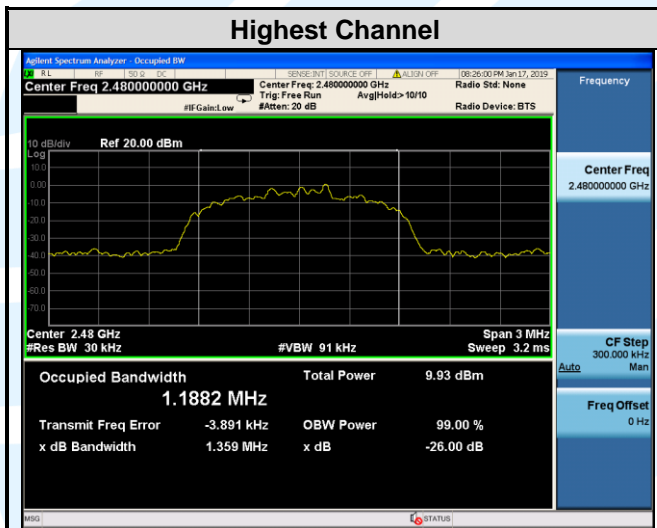 Highest Channel
Agilent Spectrum Analyzer - Occupied BW
RL RF 50 Ω DC SENSE:INT SOURCE OFF ALIGN OFF 08:26:00 PM Jan 17, 2019
Center Freq 2.480000000 GHz
Center Freq: 2.480000000 GHz
Radio Std: None
Trig: Free Run Avg|Hold:> 10/10
#IFGain:Low #Atten: 20 dB Radio Device: BTS
10 dB/div Ref 20.00 dBm
Log
10.0
0.00
-10.0
-20.0
-30.0
-40.0
-50.0
-60.0
-70.0
Center 2.48 GHz Span 3 MHz
#Res BW 30 kHz #VBW 91 kHz Sweep 3.2 ms
Occupied Bandwidth Total Power 9.93 dBm
1.1882 MHz
Transmit Freq Error -3.891 kHz OBW Power 99.00 %
x dB Bandwidth 1.359 MHz x dB -26.00 dB
MSG STATUS
Frequency
Center Freq
2.480000000 GHz
CF Step
300.000 kHz
Auto Man
Freq Offset
0 Hz